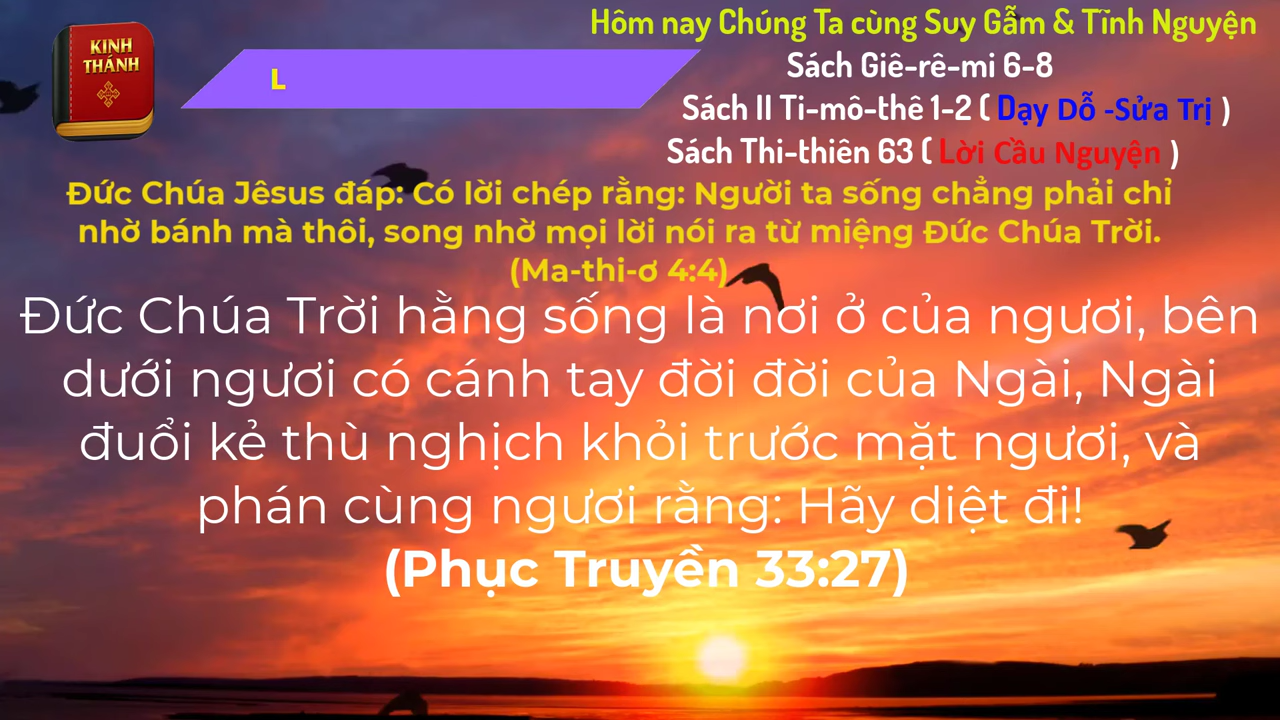 KINH
THÁNH
L
Hôm nay Chúng Ta cùng Suy Gẫm & Tĩnh Nguyện
Sách Giê-rê-mi 6-8
Sách II Ti-mô-thê 1-2 ( Dạy Dỗ -Sửa Trị )
Sách Thi-thiên 63 ( Lời Cầu Nguyện )
Đức Chúa Jêsus đáp: Có lời chép rằng: Người ta sống chẳng phải chỉ
nhờ bánh mà thôi, song nhờ mọi lời nói ra từ miệng Đức Chúa Trời.
(Ma-thi-ơ 4:4)
Đức Chúa Trời hằng sống là nơi ở của ngươi, bên
dưới ngươi có cánh tay đời đời của Ngài, Ngài
đuổi kẻ thù nghịch khỏi trước mặt ngươi, và
phán cùng ngươi rằng: Hãy diệt đi!
(Phục Truyền 33:27)